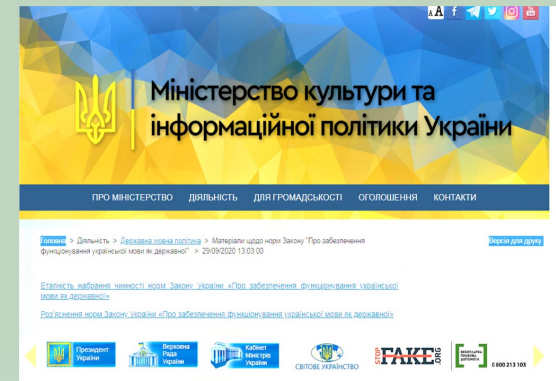 AA f
Міністерство культури та
інформаційної політики України
ПРО МІНІСТЕРСТВО ДІЯЛЬНІСТЬ ДЛЯ ГРОМАДСЬКОСТІ ОГОЛОШЕННЯ КОНТАКТИ
Головна > Діяльність > Державна мовна політика > Матеріали щодо норм Закону "Про забезпечення Версія для друку
функціонування української мови як державної" > 29/09/2020 13:03:00
Етапність набрання чинності норм Закону України «Про забезпечення функціонування української
мови як державної»
Роз'яснення норм Закону України «Про забезпечення функціонування української мови як державної»
Президент
України
Верховна
Рада
України
Кабінет
Міністрів
України
СВІТОВЕ УКРАЇНСТВО
STOP FAKE .ORG
БЕЗОПЛАТНА
ПРАВОВА
ДОПОМОГА
0 800 213 103